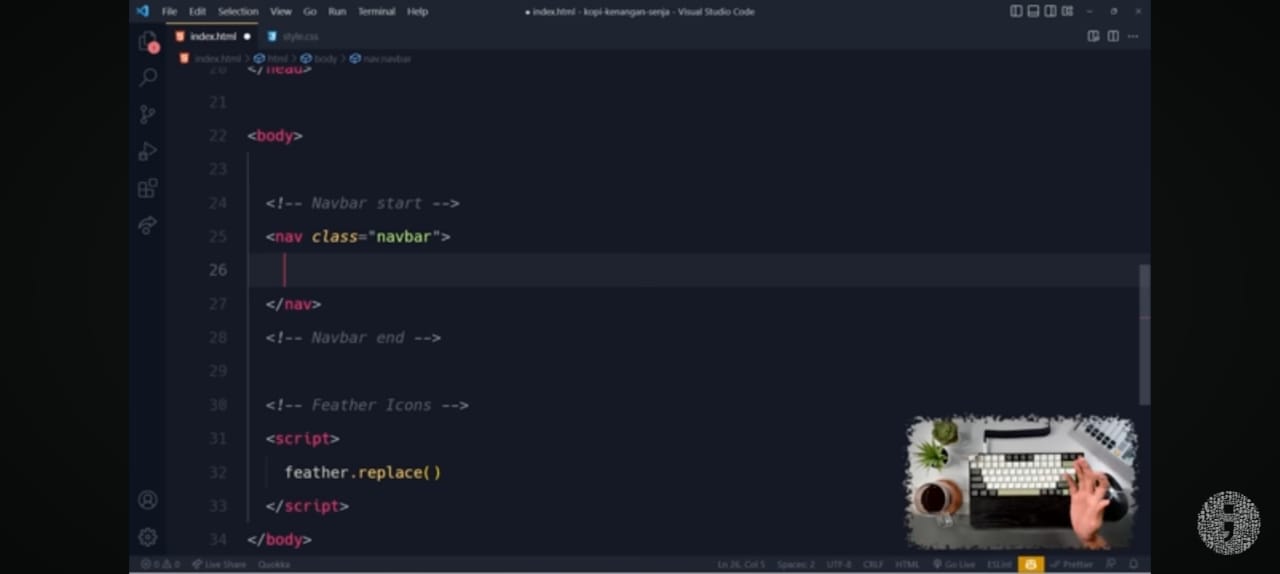 File Edit Selection View Go Run Terminal Help
● index.html - kopi-kenangan-senja - Visual Studio Code
index.html ● style.css
index.html > html > body > nav.navbar
20 </head>
21
22 <body>
23
24 <!-- Navbar start -->
25 <nav class="navbar">
26
27 </nav>
28 <!-- Navbar end -->
29
30 <!-- Feather Icons -->
31 <script>
32 feather.replace()
33 </script>
34 </body>
0 0 Live Share Quokka Ln 26, Col 5 Spaces: 2 UTF-8 CRLF HTML Go Live ESLint Prettier